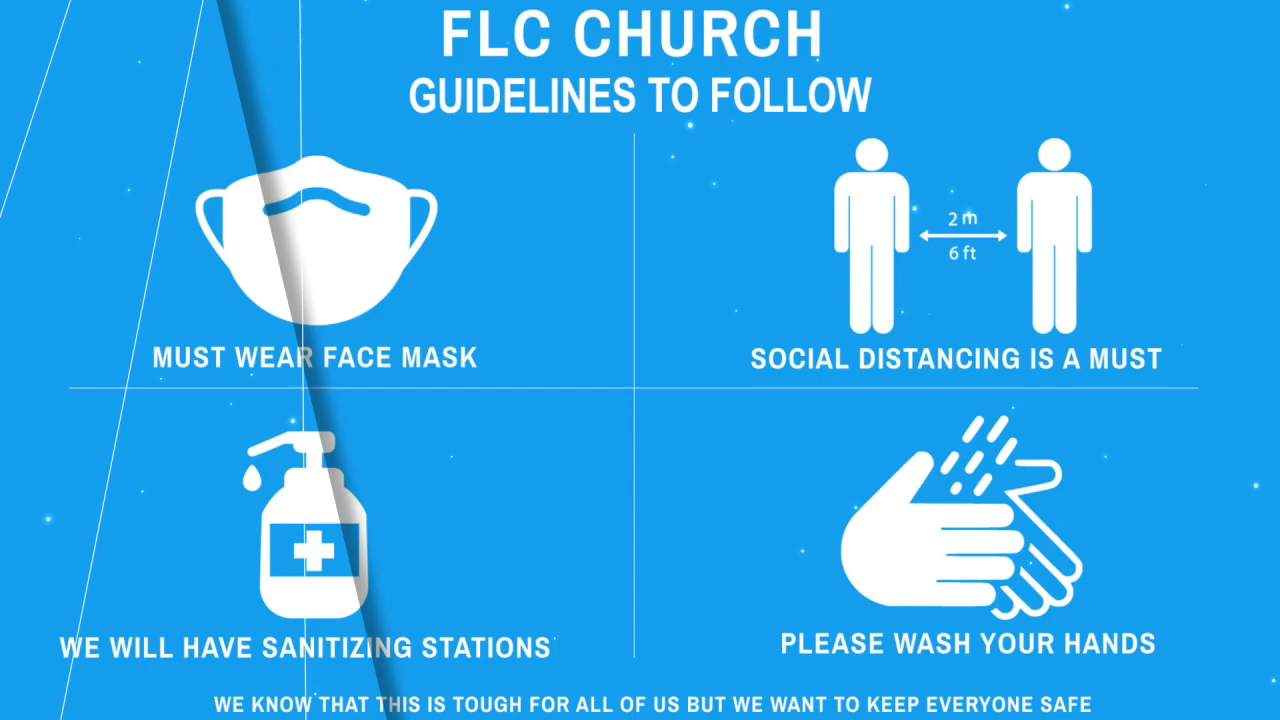 FLC CHURCH
GUIDELINES TO FOLLOW
MUST WEAR FACE MASK
2 m
6 ft
SOCIAL DISTANCING IS A MUST
WE WILL HAVE SANITIZING STATIONS
PLEASE WASH YOUR HANDS
WE KNOW THAT THIS IS TOUGH FOR ALL OF US BUT WE WANT TO KEEP EVERYONE SAFE